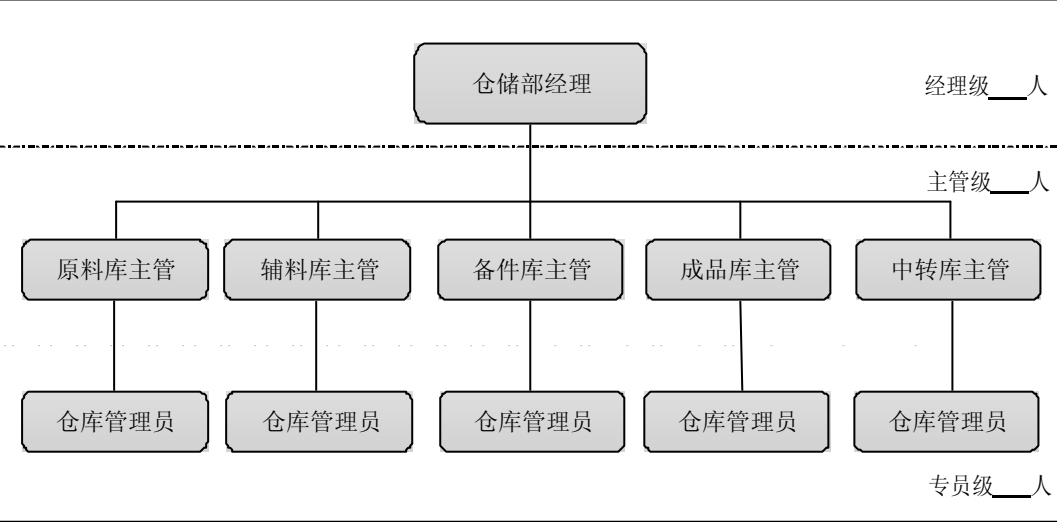 仓储部经理
经理级___人
主管级___人
原料库主管 辅料库主管 备件库主管 成品库主管 中转库主管
仓库管理员 仓库管理员 仓库管理员 仓库管理员 仓库管理员
专员级___人